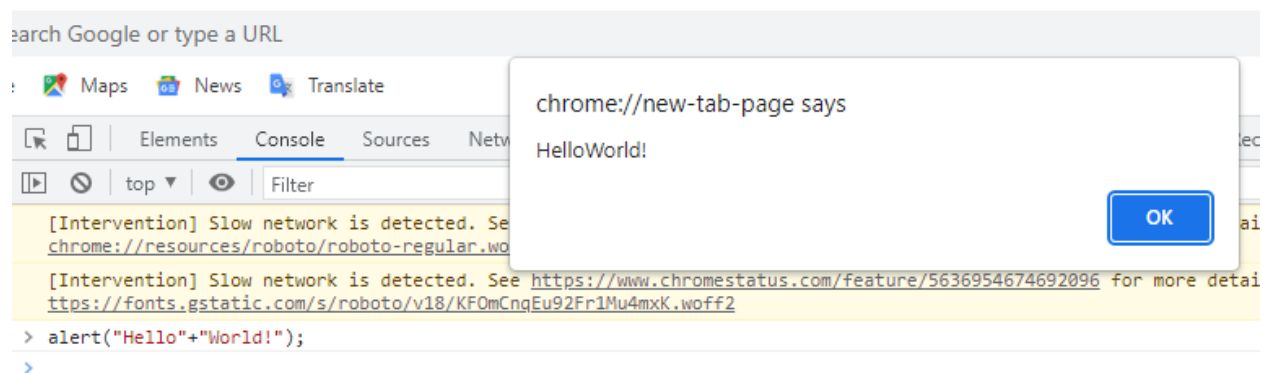 earch Google or type a URL
Maps News Translate
chrome://new-tab-page says
HelloWorld!
OK
Elements Console Sources
top Filter
[Intervention] Slow network is detected. See
chrome://resources/roboto/roboto-regular.wo
[Intervention] Slow network is detected. See https://www.chromestatus.com/feature/5636954674692096 for more detai
ttps://fonts.gstatic.com/s/roboto/v18/KFOmCnqEu92Fr1Mu4mxK.woff2
> alert("Hello"+"World!");
>